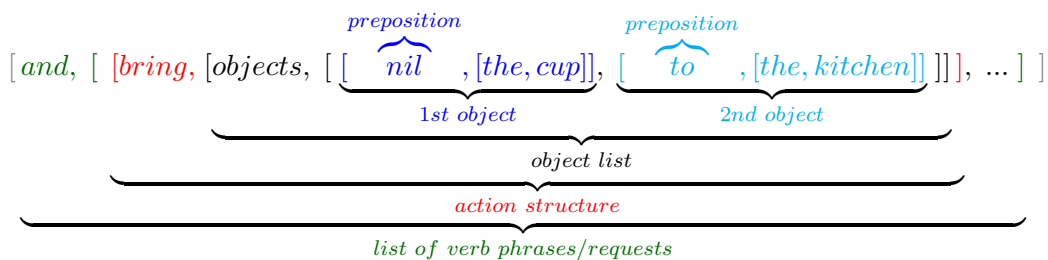 preposition preposition
[ and, [ [bring, [objects, [ [ nil , [the, cup]], [ to , [the, kitchen]] ]] ], ... ] ]
1st object 2nd object
object list
action structure
list of verb phrases/requests